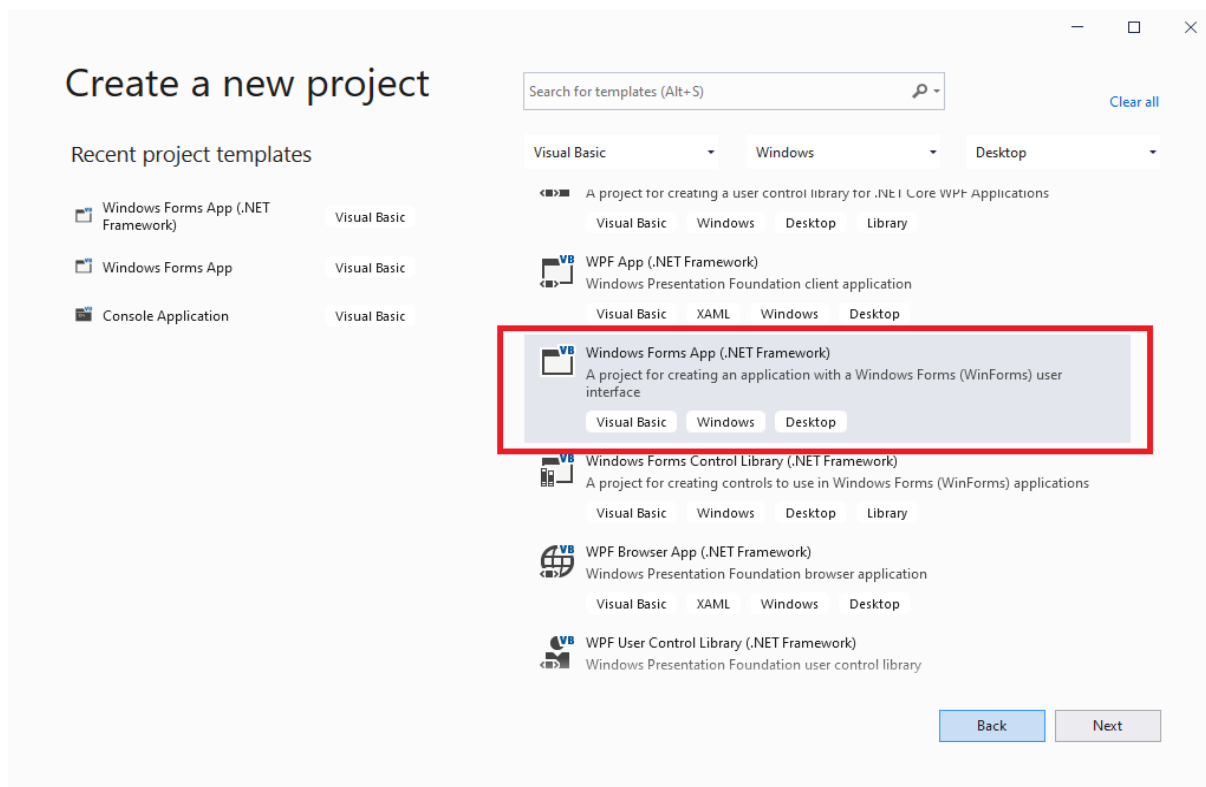 Create a new project
Search for templates (Alt+S)
Clear all
Recent project templates
Visual Basic
Windows
Desktop
Windows Forms App (.NET
Framework)
Visual Basic
Windows Forms App
Visual Basic
Console Application
Visual Basic
A project for creating a user control library for .NET Core WPF Applications
Visual Basic Windows Desktop Library
VB
WPF App (.NET Framework)
Windows Presentation Foundation client application
Visual Basic XAML Windows Desktop
VB
Windows Forms App (.NET Framework)
A project for creating an application with a Windows Forms (WinForms) user
interface
Visual Basic Windows Desktop
VB
Windows Forms Control Library (.NET Framework)
A project for creating controls to use in Windows Forms (WinForms) applications
Visual Basic Windows Desktop Library
VB
WPF Browser App (.NET Framework)
Windows Presentation Foundation browser application
Visual Basic XAML Windows Desktop
VB
WPF User Control Library (.NET Framework)
Windows Presentation Foundation user control library
Back
Next